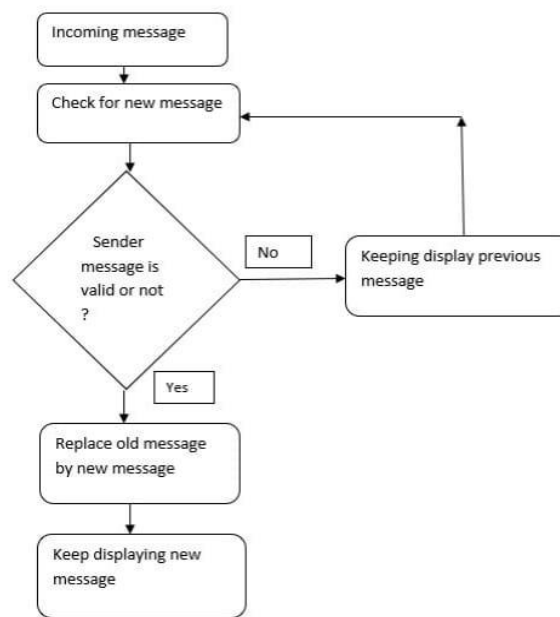 Incoming message
Check for new message
Sender
message is
valid or not
?
No
Keeping display previous
message
Yes
Replace old message
by new message
Keep displaying new
message